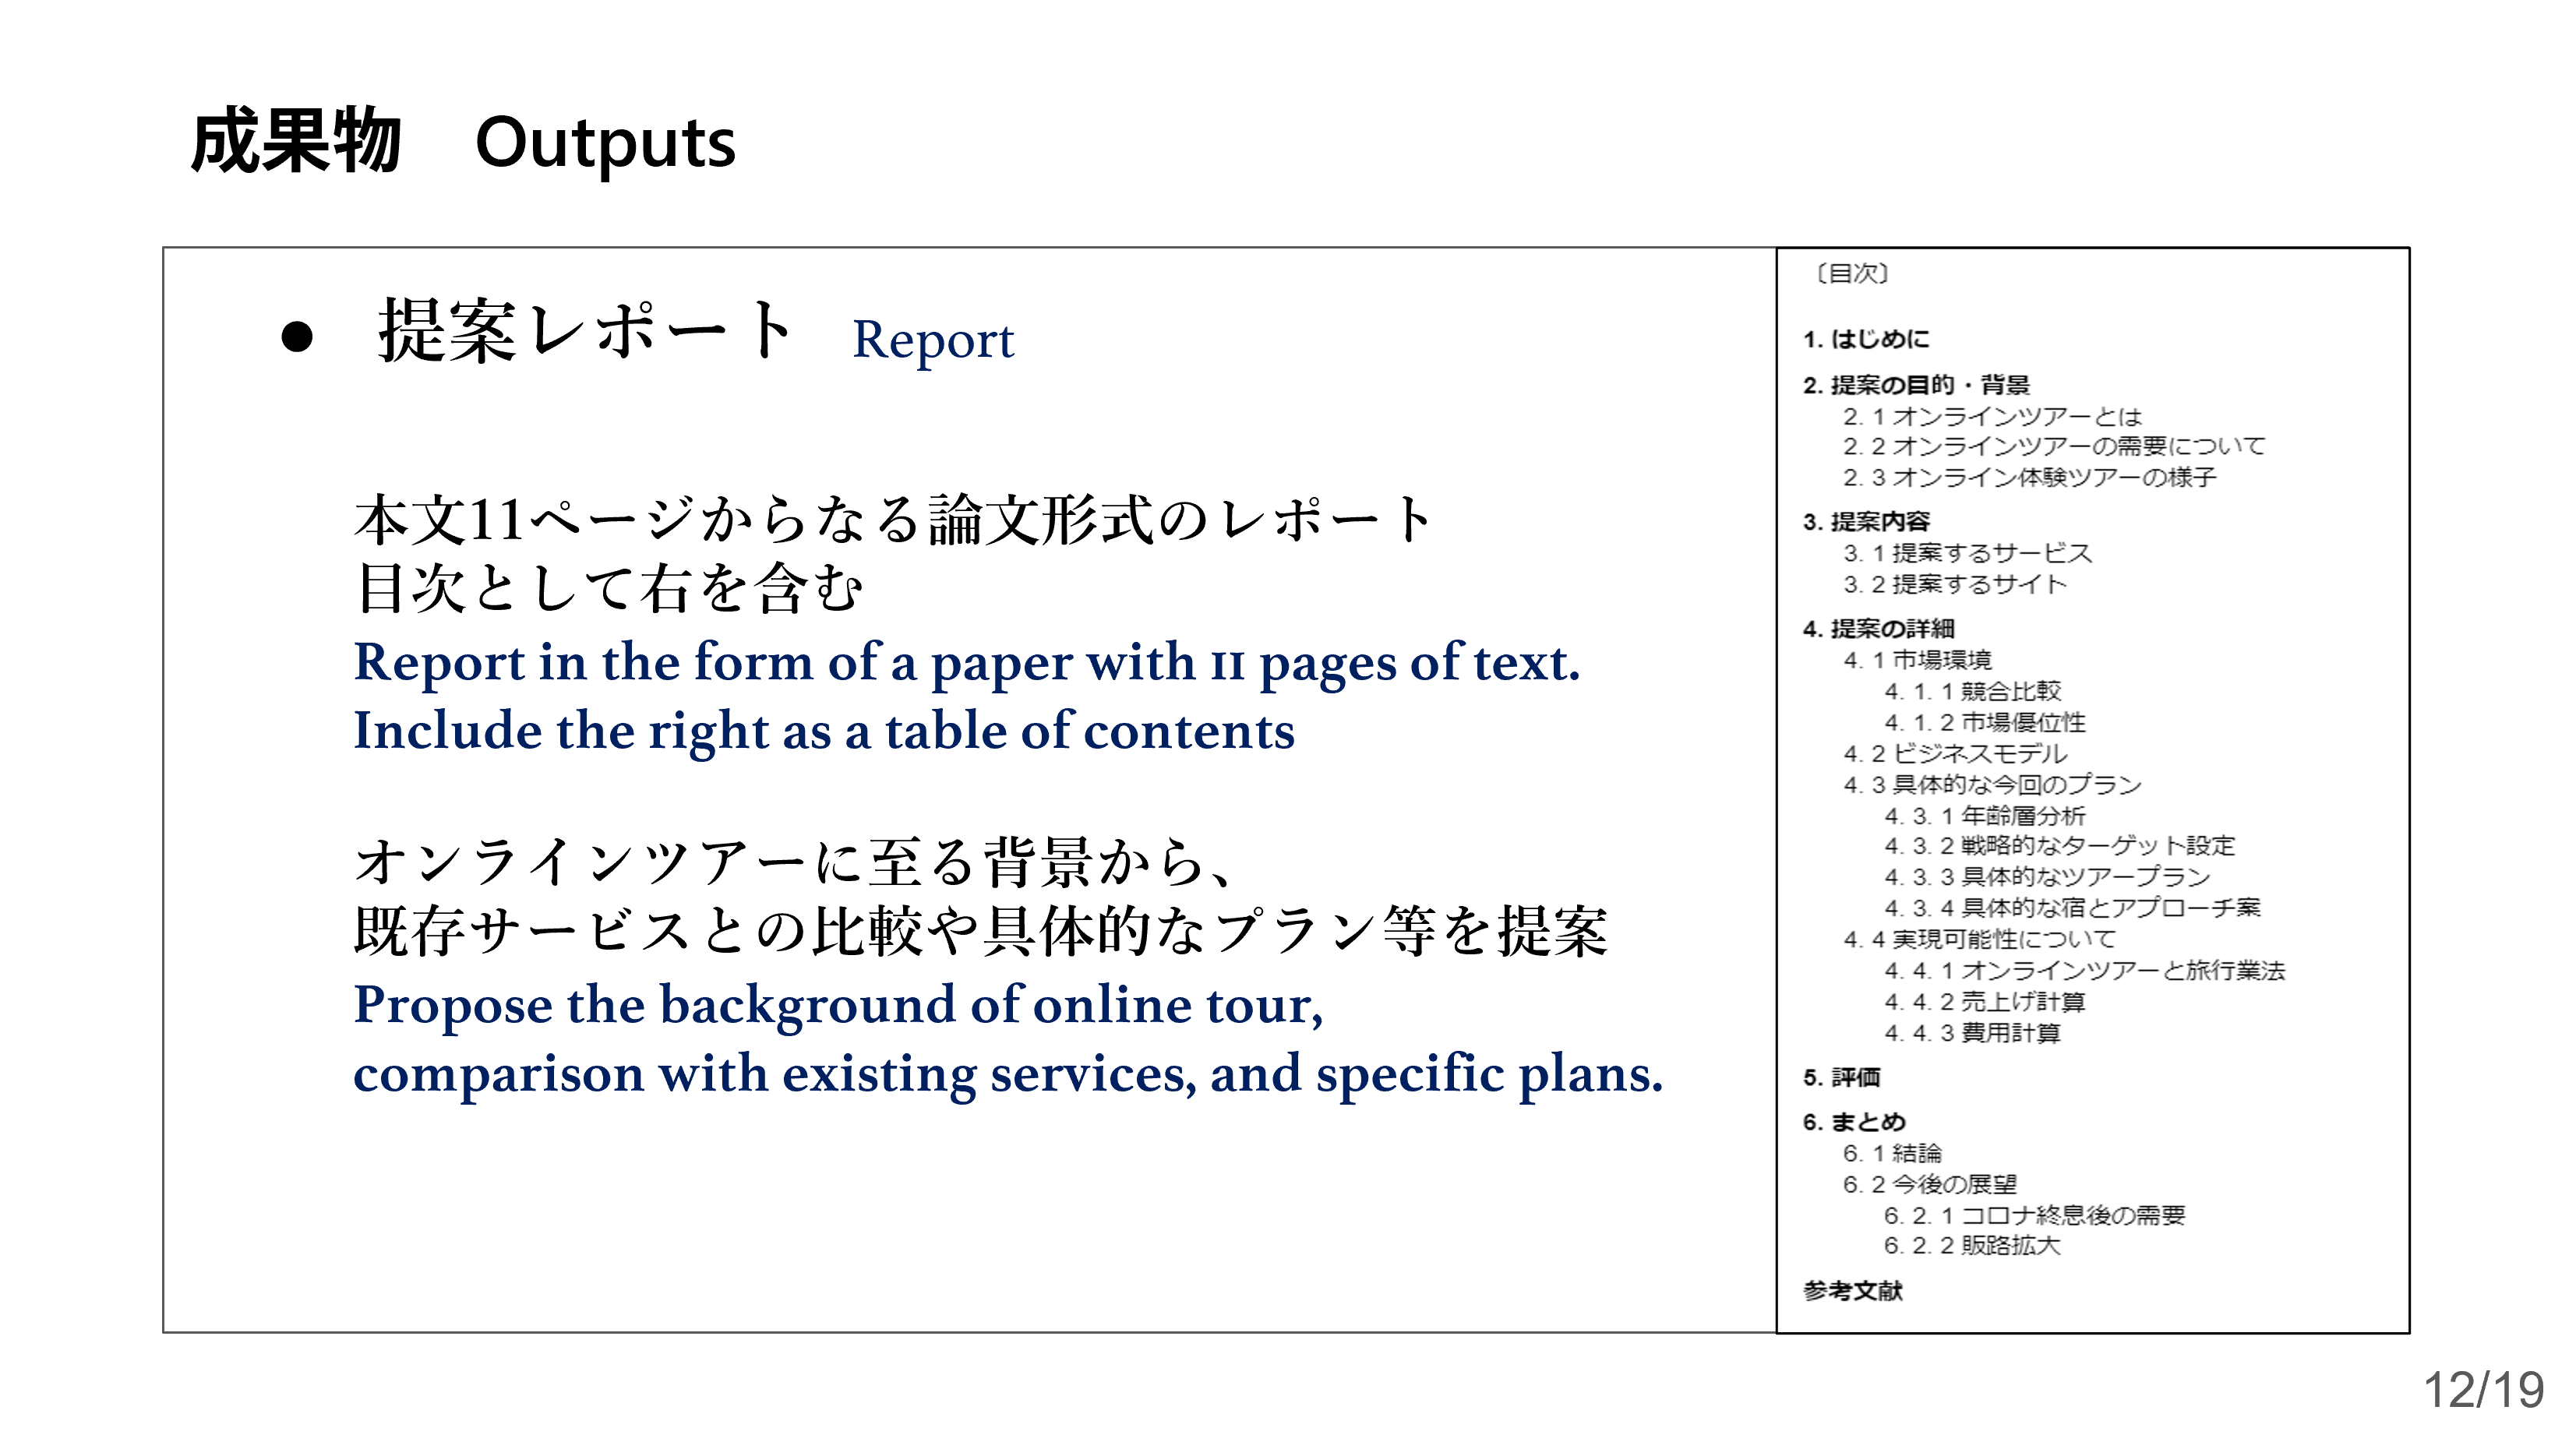 成果物　Outputs
● 提案レポート　Report
本文11ページからなる論文形式のレポート
目次として右を含む
Report in the form of a paper with 11 pages of text.
Include the right as a table of contents
オンラインツアーに至る背景から、
既存サービスとの比較や具体的なプラン等を提案
Propose the background of online tour,
comparison with existing services, and specific plans.
〔目次〕
1. はじめに
2. 提案の目的・背景
2. 1 オンラインツアーとは
2. 2 オンラインツアーの需要について
2. 3 オンライン体験ツアーの様子
3. 提案内容
3. 1 提案するサービス
3. 2 提案するサイト
4. 提案の詳細
4. 1 市場環境
4. 1. 1 競合比較
4. 1. 2 市場優位性
4. 2 ビジネスモデル
4. 3 具体的な今回のプラン
4. 3. 1 年齢層分析
4. 3. 2 戦略的なターゲット設定
4. 3. 3 具体的なツアープラン
4. 3. 4 具体的な宿とアプローチ案
4. 4 実現可能性について
4. 4. 1 オンラインツアーと旅行業法
4. 4. 2 売上げ計算
4. 4. 3 費用計算
5. 評価
6. まとめ
6. 1 結論
6. 2 今後の展望
6. 2. 1 コロナ終息後の需要
6. 2. 2 販路拡大
参考文献
12/19